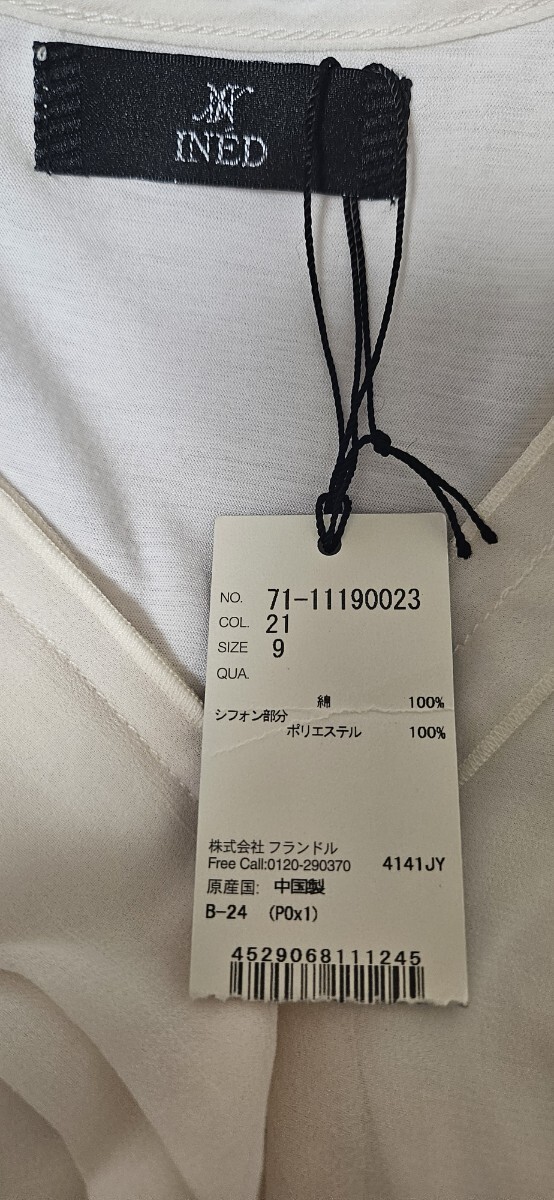 INÉD
NO. 71-11190023
COL. 21
SIZE 9
QUA.
綿 100%
シフォン部分
ポリエステル 100%
株式会社 フランドル
Free Call:0120-290370 4141JY
原産国: 中国製
B-24 (P0x1)
4529068111245